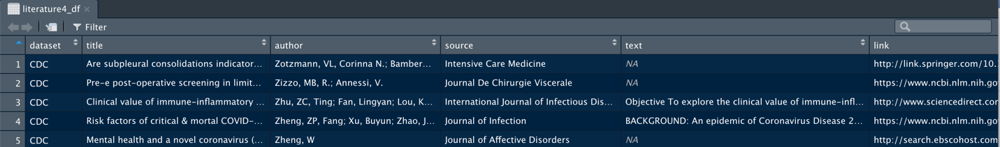 literature4_df
Filter
dataset title author source text link
1 CDC Are subpleural consolidations indicator... Zotzmann, VL, Corinna N.; Bamber... Intensive Care Medicine NA http://link.springer.com/10.
2 CDC Pre-e post-operative screening in limit... Zizzo, MB, R.; Annessi, V. Journal De Chirurgie Viscerale NA https://www.ncbi.nlm.nih.go
3 CDC Clinical value of immune-inflammatory ... Zhu, ZC, Ting; Fan, Lingyan; Lou, K... International Journal of Infectious Dis... Objective To explore the clinical value of immune-infl... http://www.sciencedirect.co
4 CDC Risk factors of critical & mortal COVID-... Zheng, ZP, Fang; Xu, Buyun; Zhao, J... Journal of Infection BACKGROUND: An epidemic of Coronavirus Disease 2... https://www.ncbi.nlm.nih.go
5 CDC Mental health and a novel coronavirus (... Zheng, W Journal of Affective Disorders NA http://search.ebscohost.com